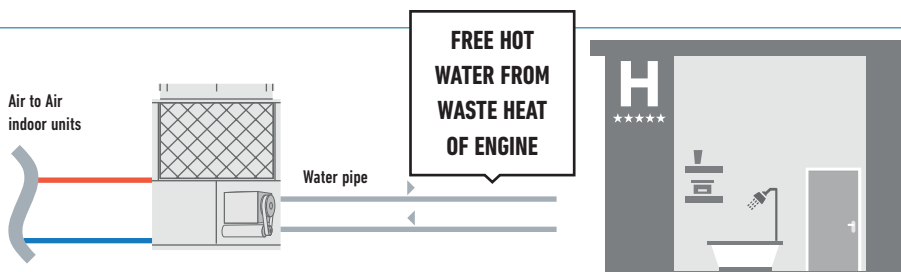 FREE HOT
WATER FROM
WASTE HEAT
OF ENGINE
Air to Air
indoor units
Water pipe
H
★★★★★